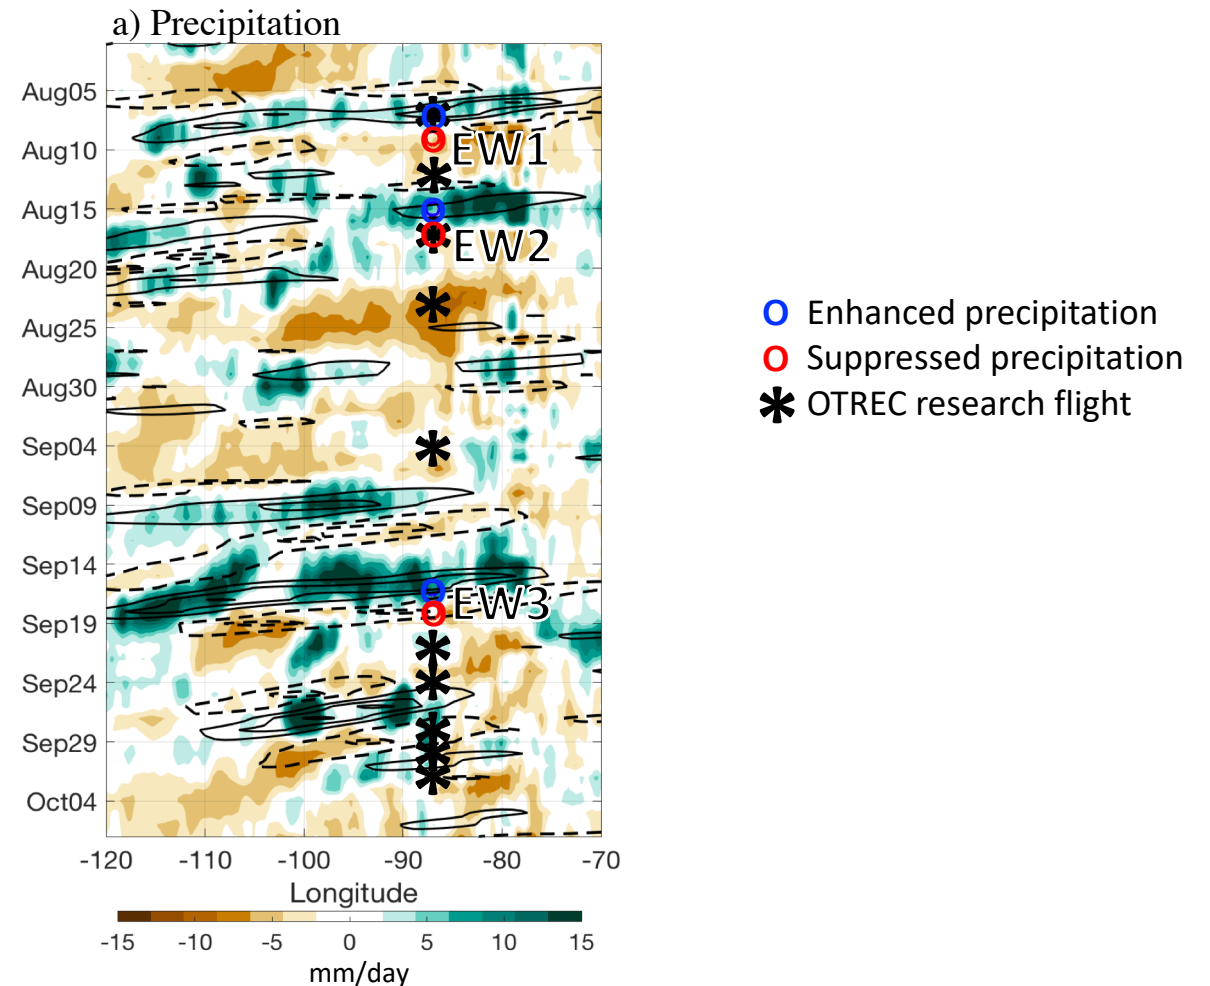 a) Precipitation
Aug05
Aug10
Aug15
Aug20
Aug25
Aug30
Sep04
Sep09
Sep14
Sep19
Sep24
Sep29
Oct04
EW1
EW2
EW3
-120 -110 -100 -90 -80 -70
Longitude
-15 -10 -5 0 5 10 15
mm/day
O Enhanced precipitation
O Suppressed precipitation
* OTREC research flight